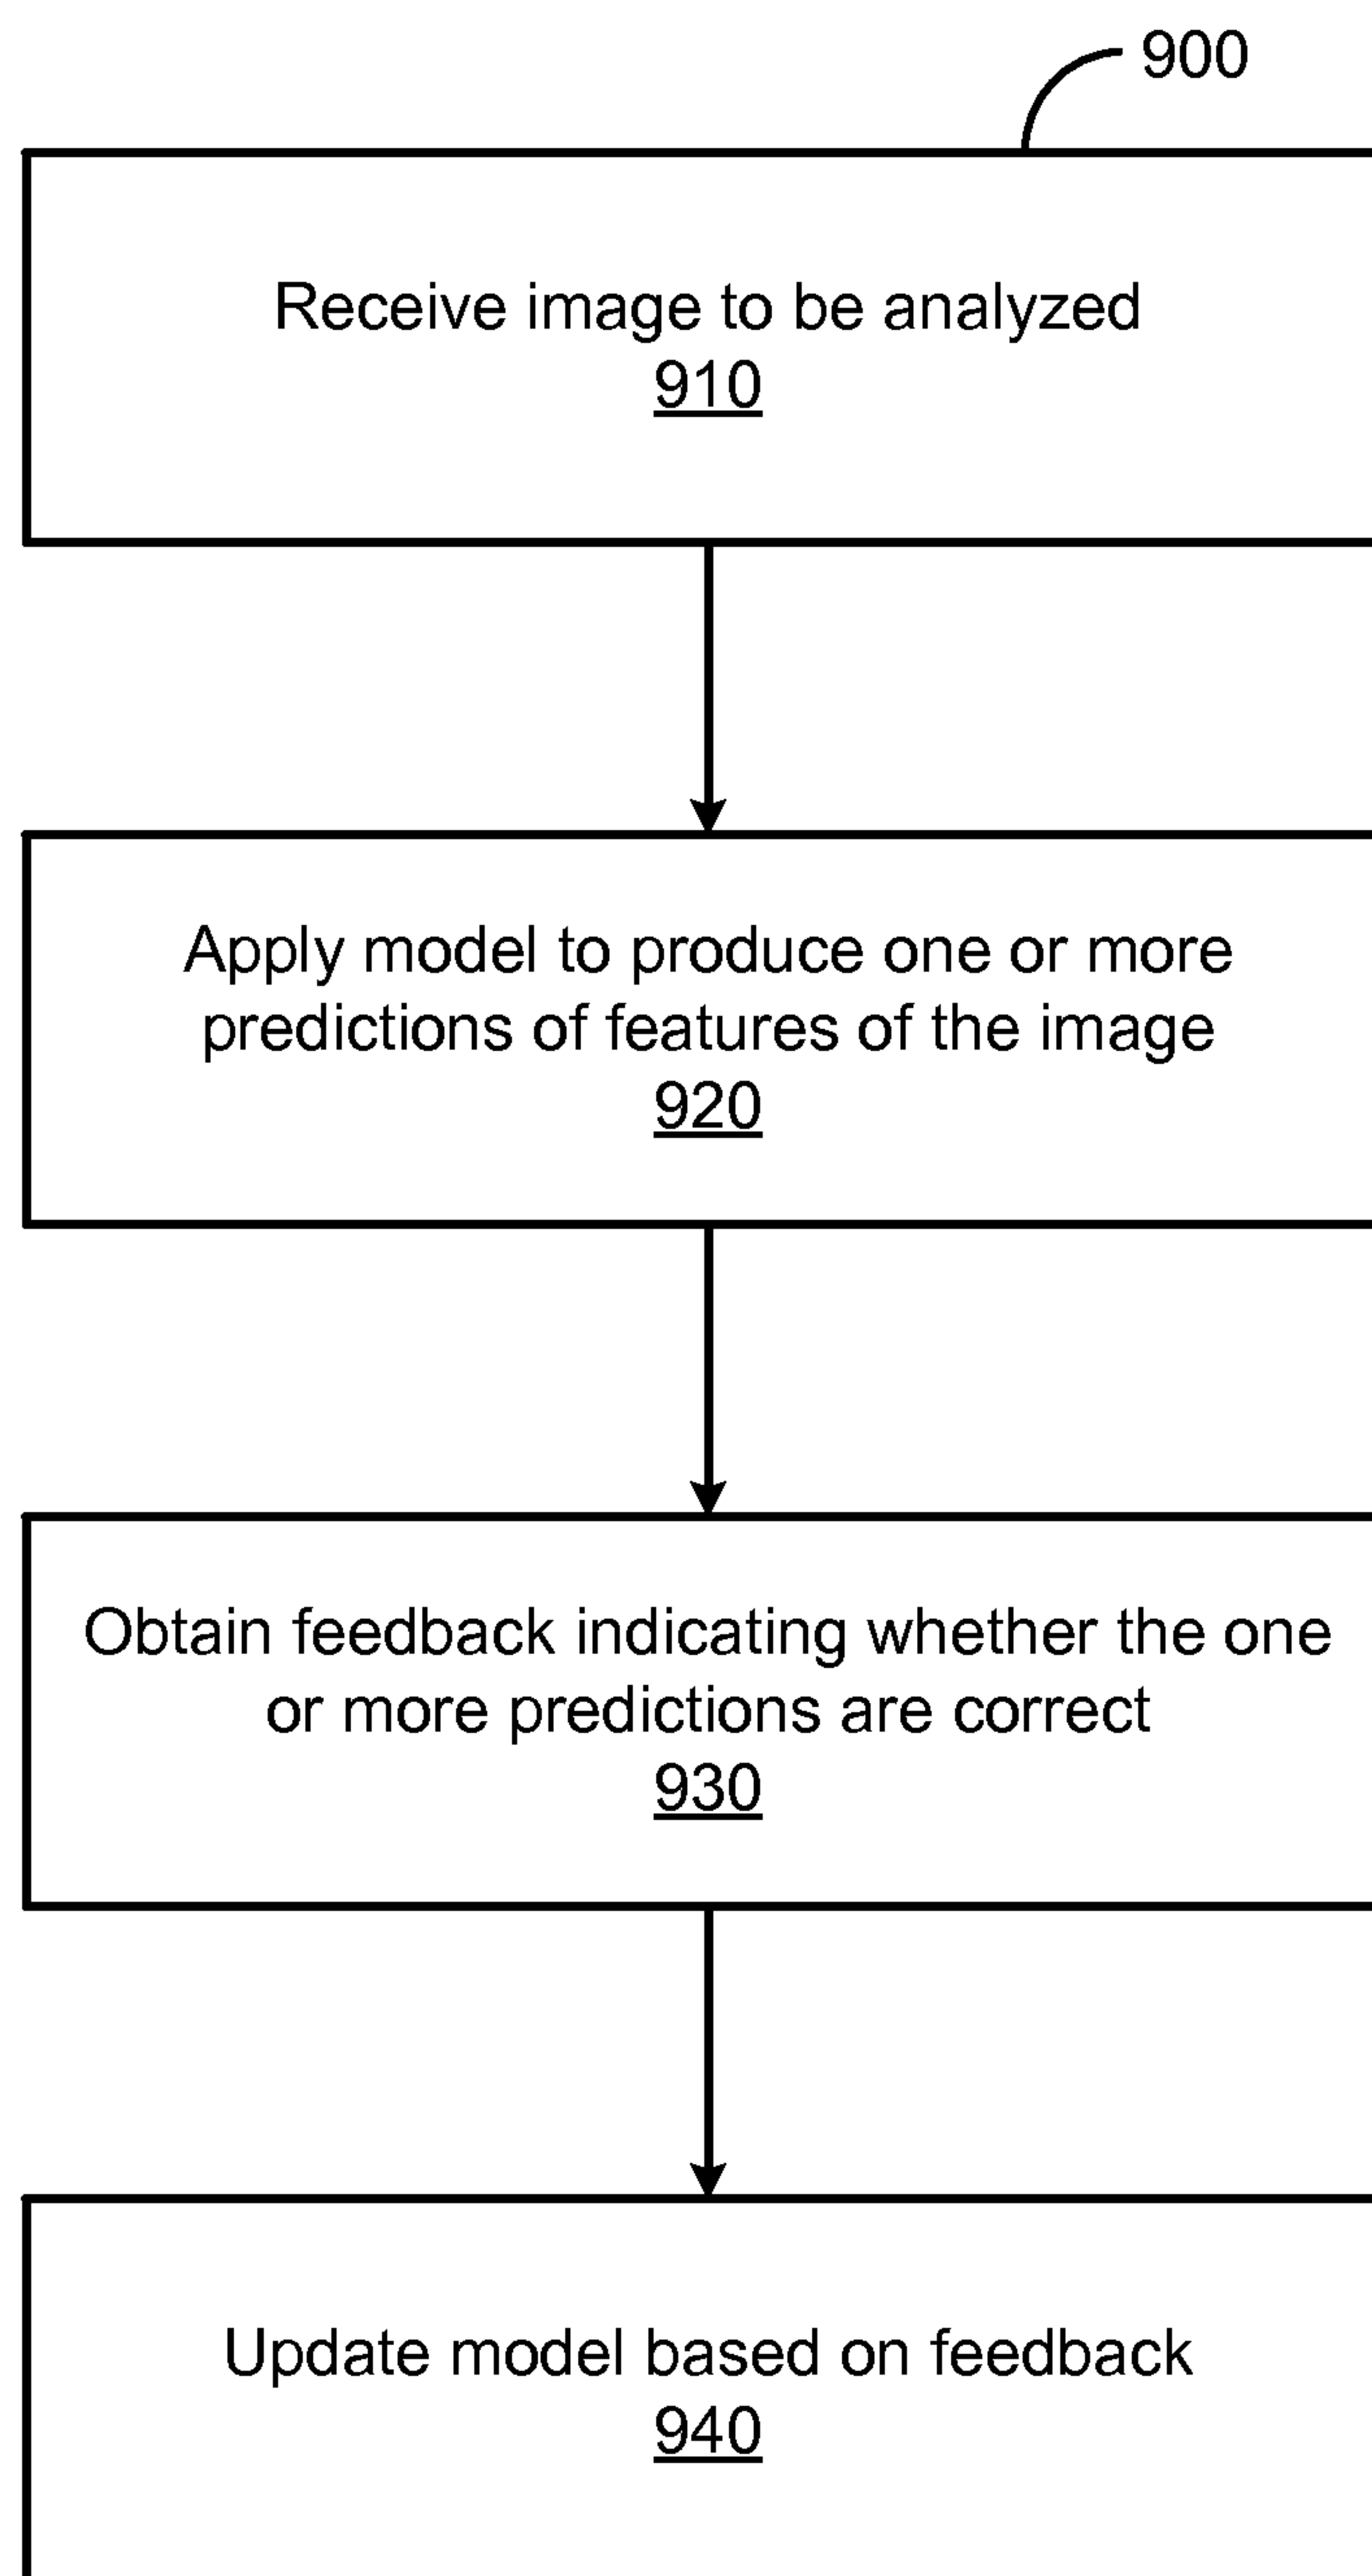 900
Receive image to be analyzed
910
Apply model to produce one or more
predictions of features of the image
920
Obtain feedback indicating whether the one
or more predictions are correct
930
Update model based on feedback
940